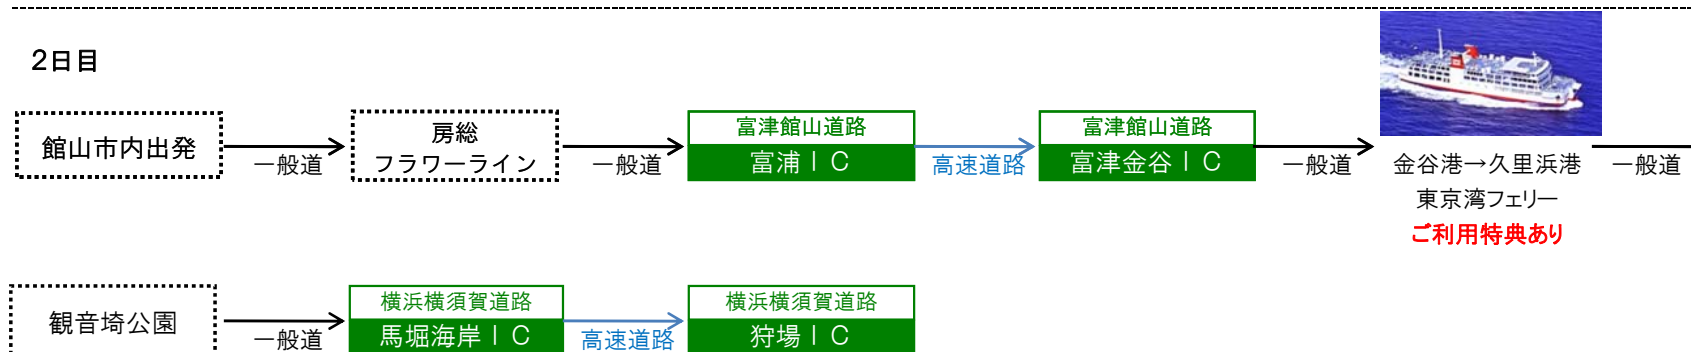 2日目
館山市内出発
一般道
房総
フラワーライン
一般道
富津館山道路
富浦IC
高速道路
富津館山道路
富津金谷IC
一般道
金谷港→久里浜港
東京湾フェリー
ご利用特典あり
一般道
観音埼公園
一般道
横浜横須賀道路
馬堀海岸IC
高速道路
横浜横須賀道路
狩場IC